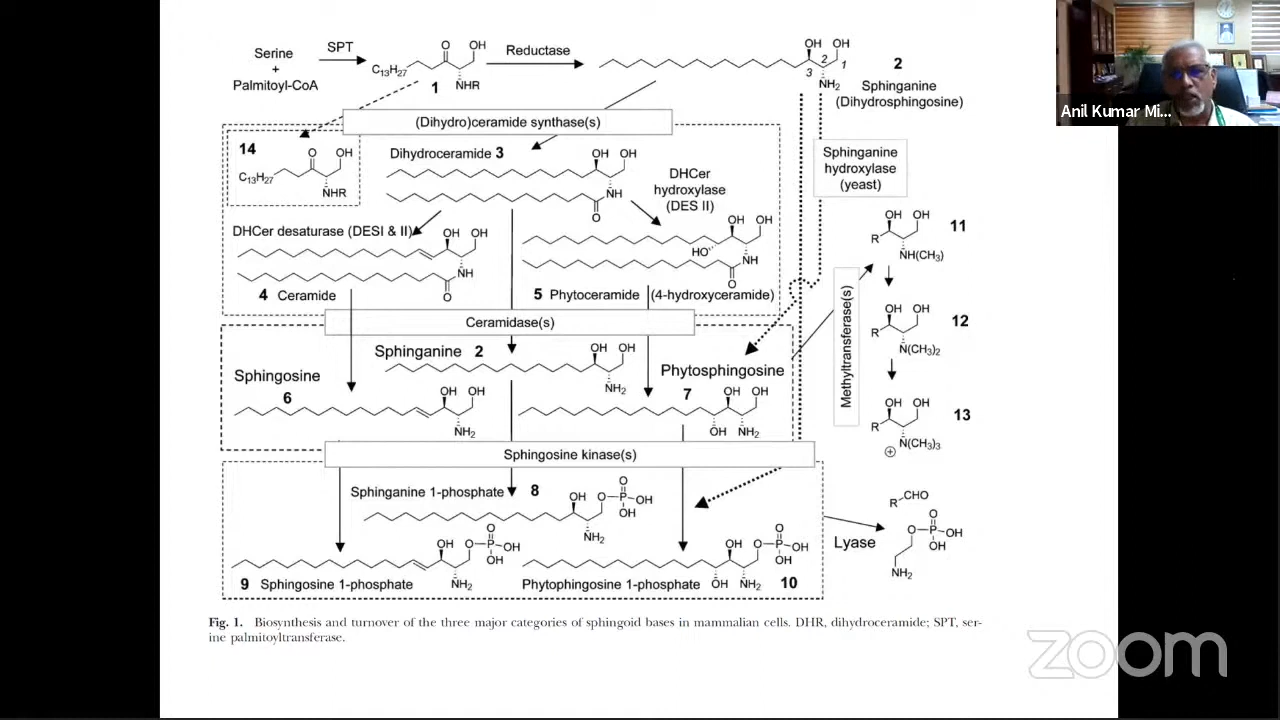 Serine
+
Palmitoyl-CoA
SPT
C13H27
O
OH
NHR
1
Reductase
OH
OH
3
2
1
NH2
2
Sphinganine
(Dihydrosphingosine)
Anil Kumar Mi...
(Dihydro)ceramide synthase(s)
14
C13H27
O
OH
NHR
Dihydroceramide 3
OH
OH
NH
O
DHCer
hydroxylase
(DES II)
Sphinganine
hydroxylase
(yeast)
DHCer desaturase (DESI & II)
OH
OH
NH
O
4 Ceramide
OH
OH
HO
NH
O
5 Phytoceramide (4-hydroxyceramide)
OH
OH
11
R
NH(CH3)
Methyltransferase(s)
OH
OH
12
R
N(CH3)2
OH
OH
13
R
N(CH3)3
⊕
Ceramidase(s)
Sphinganine 2
OH
OH
NH2
Sphingosine
6
OH
OH
NH2
Phytosphingosine
7
OH
OH
OH
NH2
Sphingosine kinase(s)
Sphinganine 1-phosphate
8
OH
O
P
O
OH
OH
NH2
OH
O
P
O
OH
OH
NH2
9 Sphingosine 1-phosphate
OH
O
P
O
OH
OH
OH
NH2
Phytophingosine 1-phosphate
10
Lyase
R
CHO
O
P
O
OH
OH
NH2
Fig. 1. Biosynthesis and turnover of the three major categories of sphingoid bases in mammalian cells. DHR, dihydroceramide; SPT, ser-
ine palmitoyltransferase.
zoom